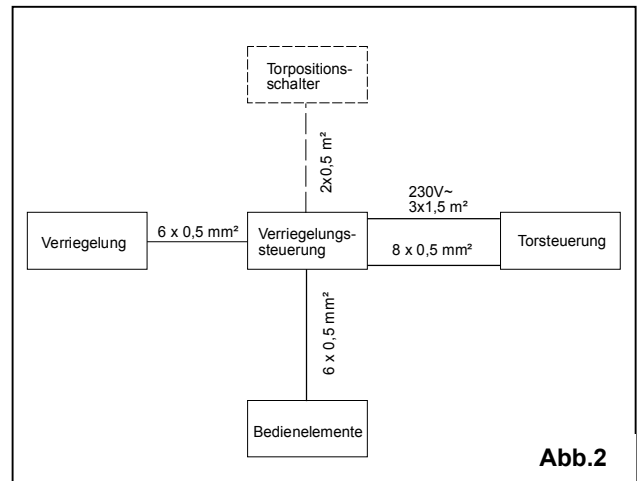 Torpositions-
schalter
2x0,5 m²
230V~
3x1,5 m²
Verriegelung
6 x 0,5 mm²
Verriegelungs-
steuerung
8 x 0,5 mm²
Torsteuerung
6 x 0,5 mm²
Bedienelemente
Abb.2